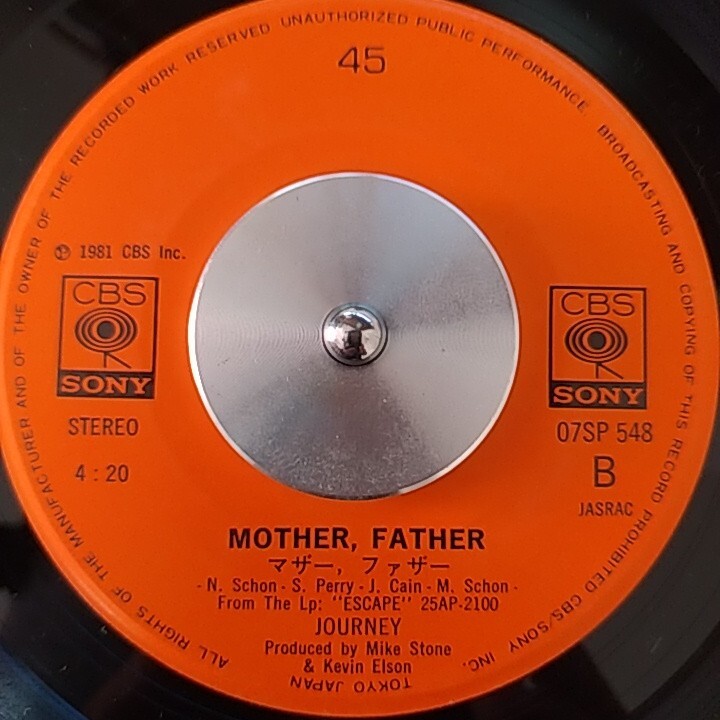 ALL RIGHTS OF THE MANUFACTURER AND OF THE OWNER OF THE RECORDED WORK RESERVED UNAUTHORIZED PUBLIC PERFORMANCE BROADCASTING AND COPYING OF THIS RECORD PROHIBITED CBS/SONY INC. TOKYO JAPAN
45
Ⓟ 1981 CBS Inc.
CBS
SONY
CBS
SONY
STEREO
07SP 548
4 : 20
B
JASRAC
MOTHER, FATHER
マザー, ファザー
- N. Schon - S. Perry - J. Cain - M. Schon -
From The Lp: "ESCAPE" 25AP-2100
JOURNEY
Produced by Mike Stone
& Kevin Elson